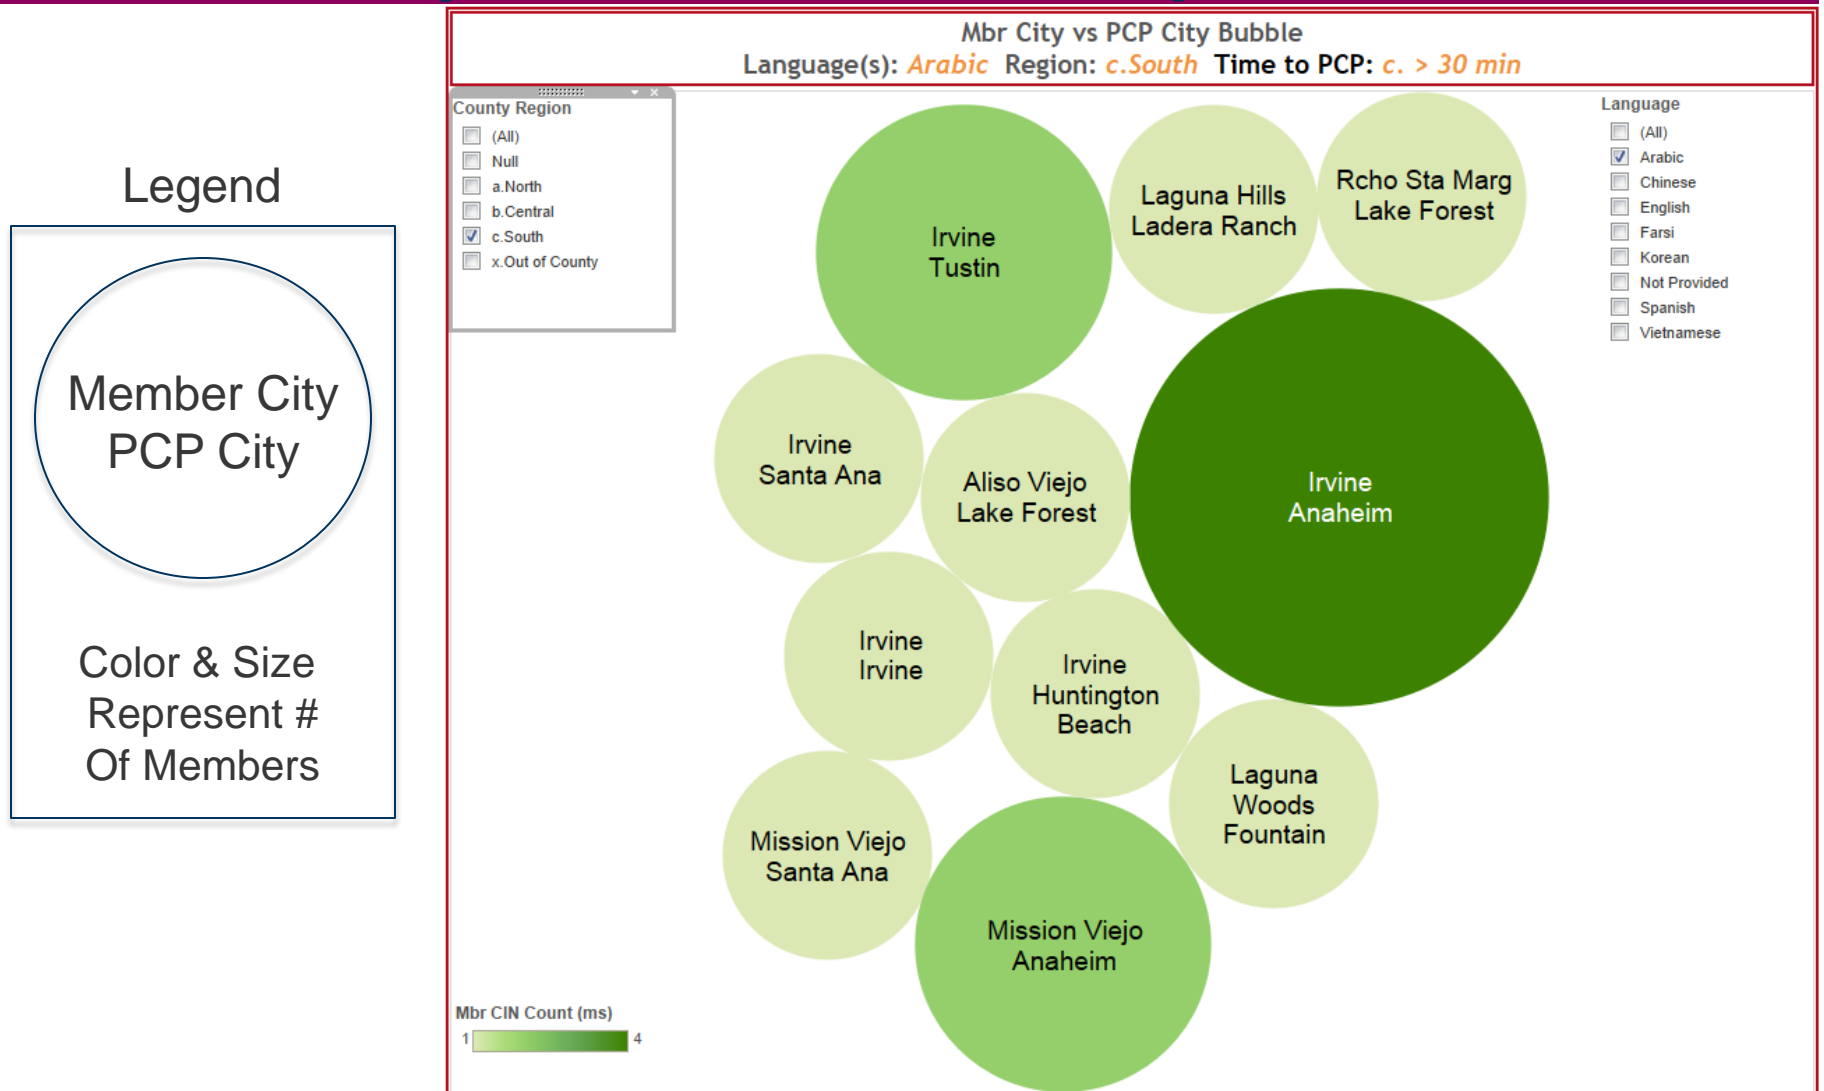 Mbr City vs PCP City Bubble
Language(s): Arabic Region: c.South Time to PCP: c. > 30 min
Legend
Member City
PCP City
Color & Size
Represent #
Of Members
County Region
(All)
Null
a.North
b.Central
c.South
x.Out of County
Irvine
Tustin
Laguna Hills
Ladera Ranch
Rcho Sta Marg
Lake Forest
Irvine
Santa Ana
Aliso Viejo
Lake Forest
Irvine
Anaheim
Irvine
Irvine
Irvine
Huntington
Beach
Laguna
Woods
Fountain
Mission Viejo
Santa Ana
Mission Viejo
Anaheim
Language
(All)
Arabic
Chinese
English
Farsi
Korean
Not Provided
Spanish
Vietnamese
Mbr CIN Count (ms)
1 4